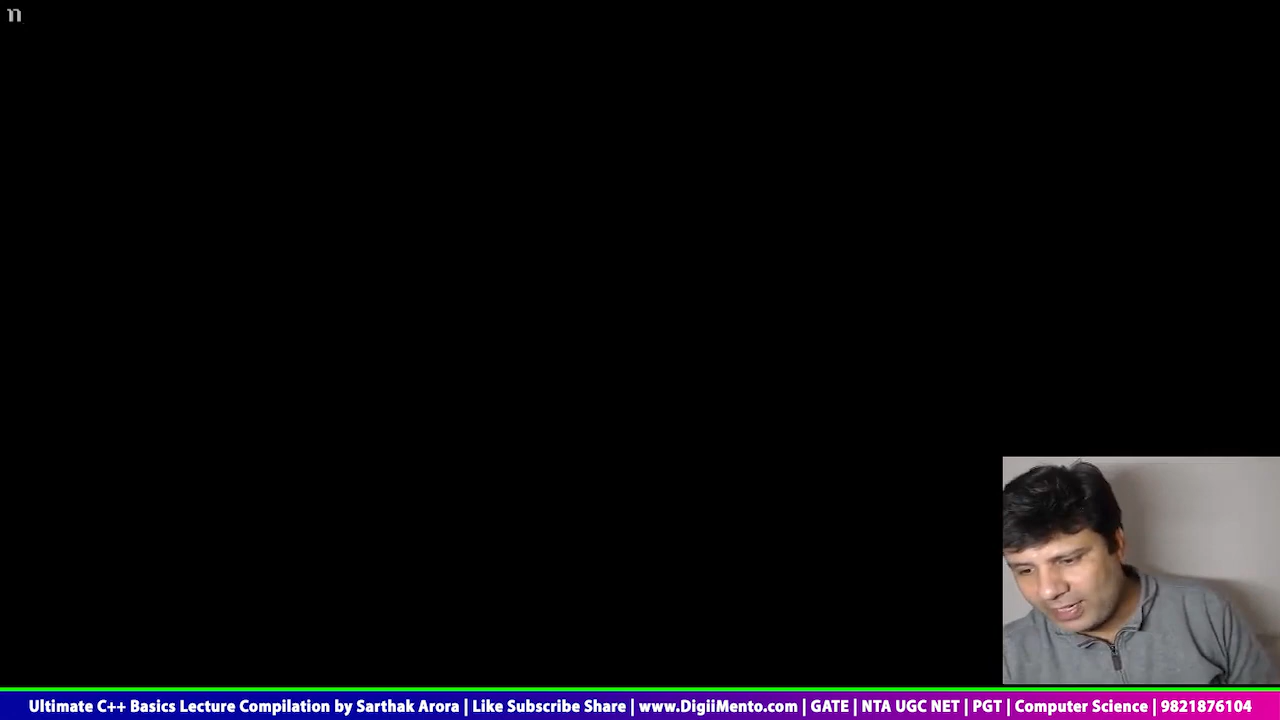 n
Ultimate C++ Basics Lecture Compilation by Sarthak Arora | Like Subscribe Share | www.DigiiMento.com | GATE | NTA UGC NET | PGT | Computer Science | 9821876104